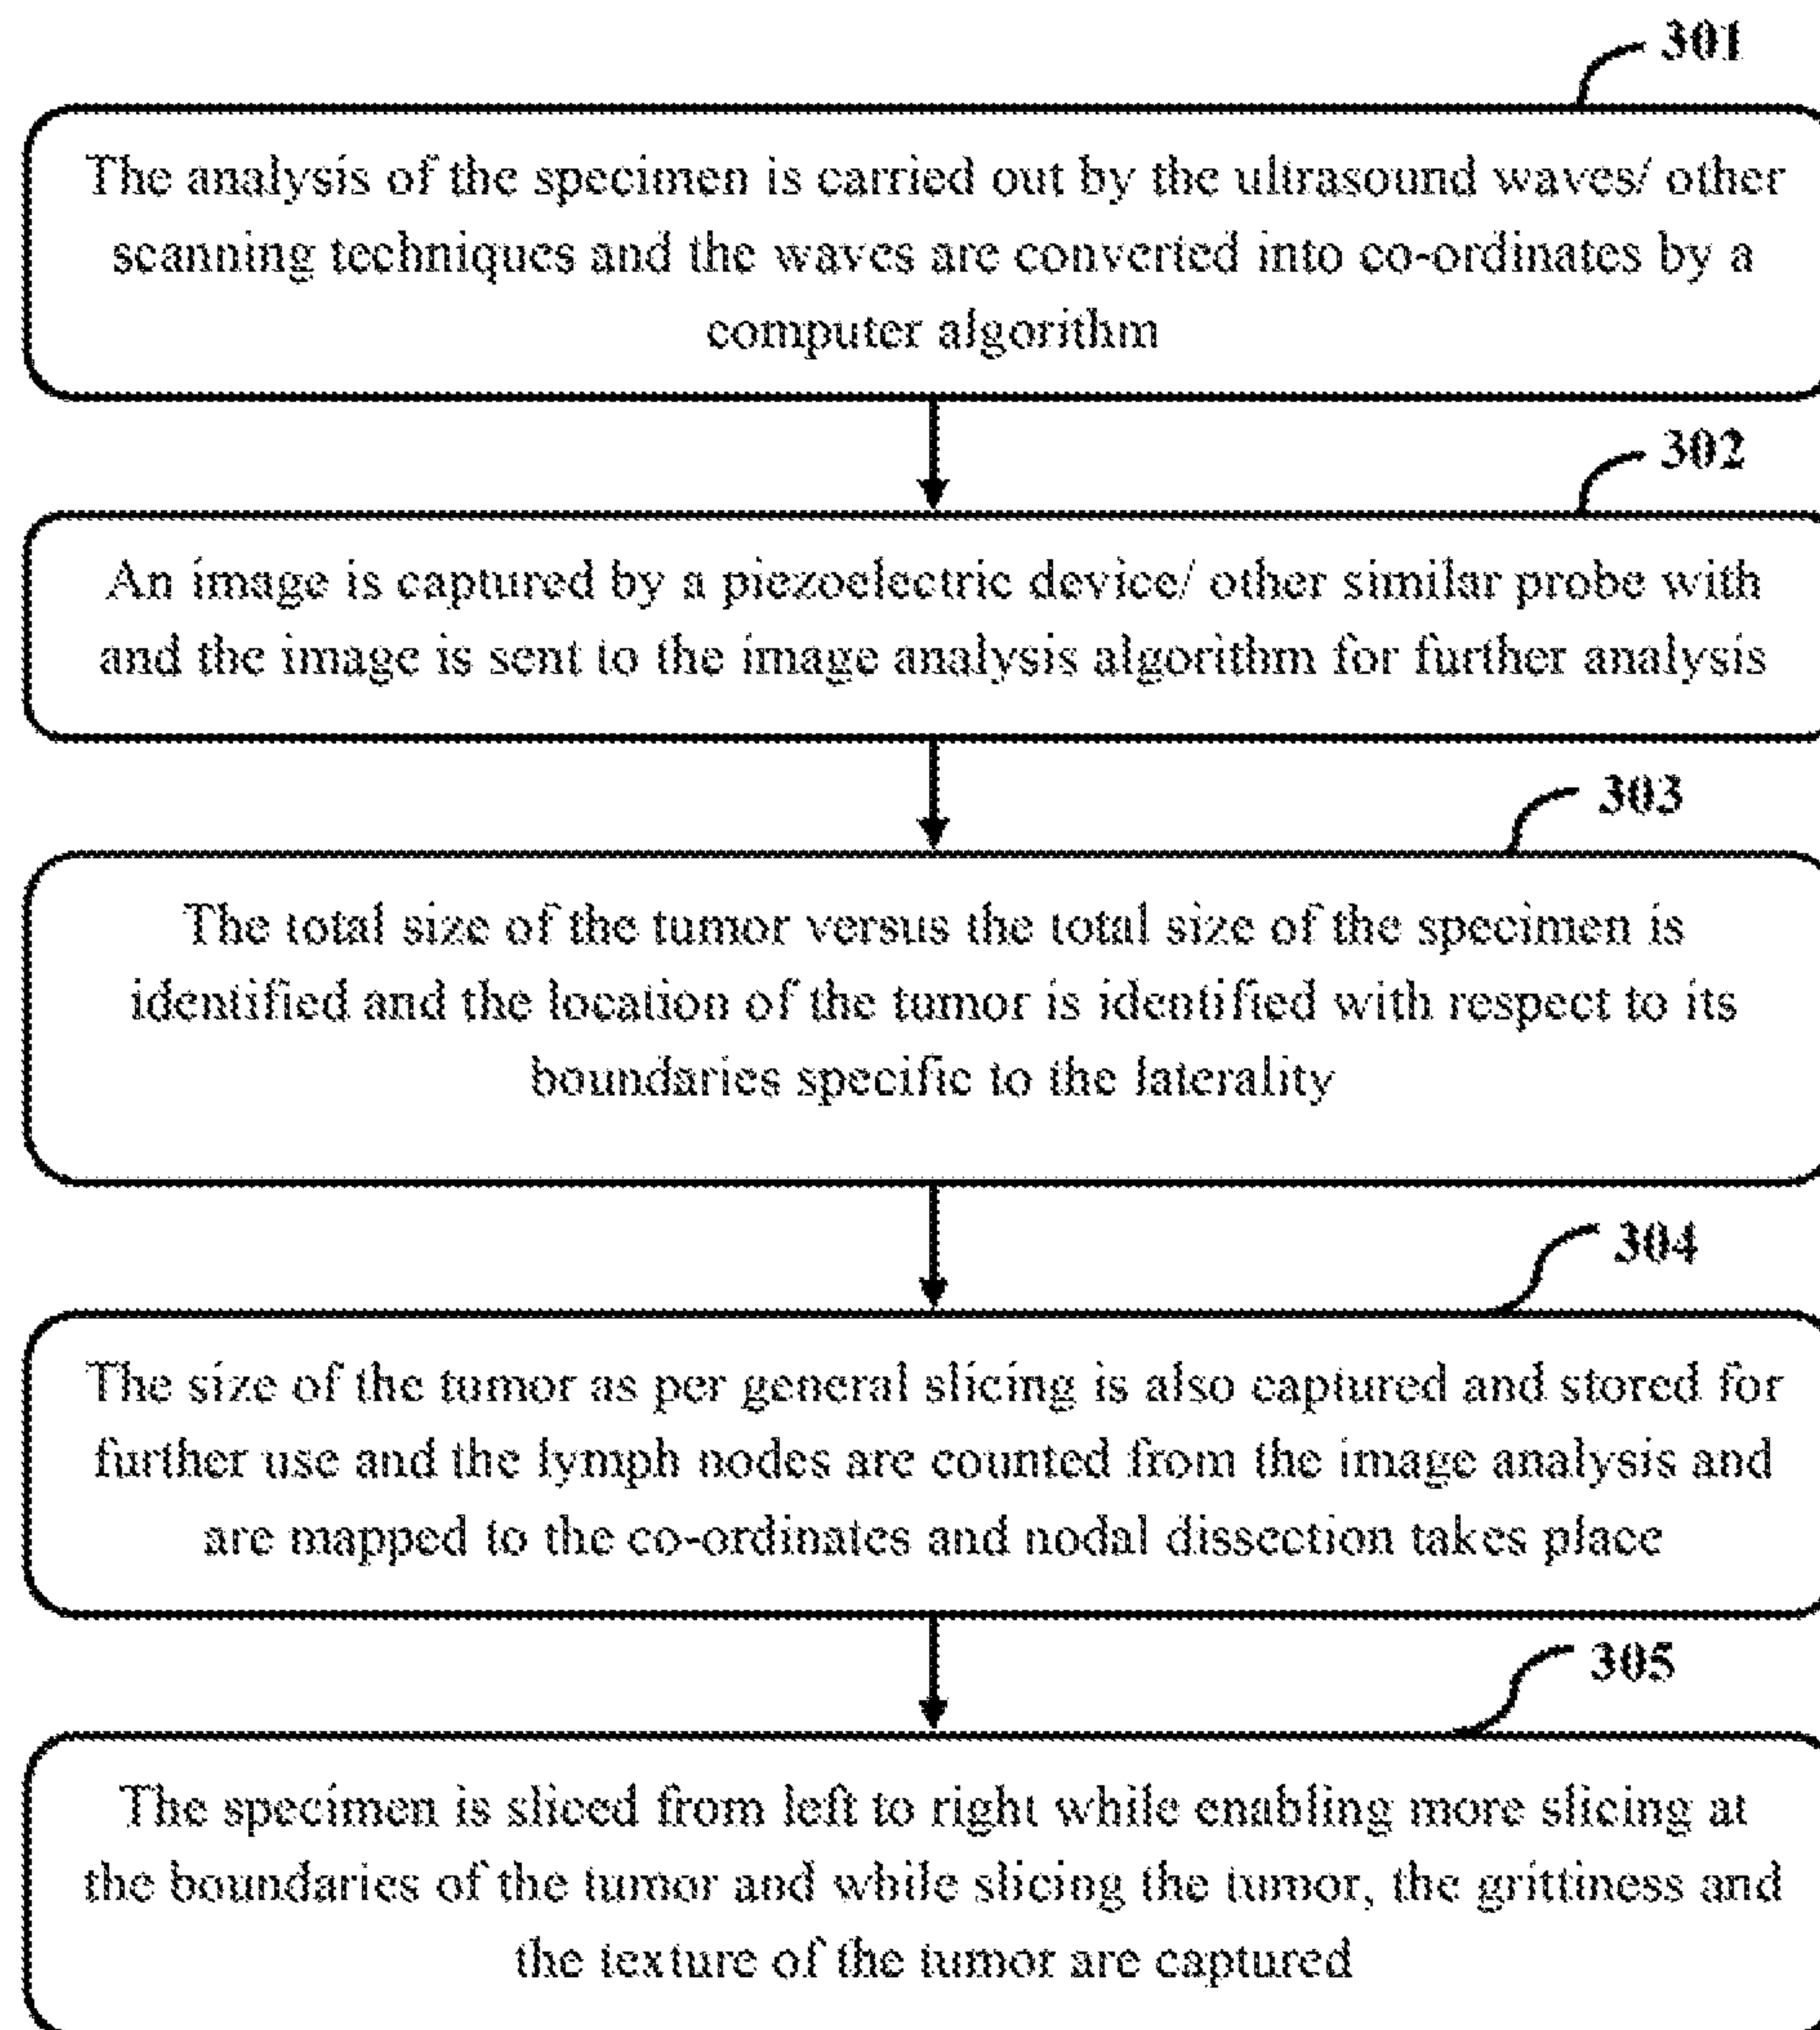 301
The analysis of the specimen is carried out by the ultrasound waves/ other
scanning techniques and the waves are converted into co-ordinates by a
computer algorithm
302
An image is captured by a piezoelectric device/ other similar probe with
and the image is sent to the image analysis algorithm for further analysis
303
The total size of the tumor versus the total size of the specimen is
identified and the location of the tumor is identified with respect to its
boundaries specific to the laterality
304
The size of the tumor as per general slicing is also captured and stored for
further use and the lymph nodes are counted from the image analysis and
are mapped to the co-ordinates and nodal dissection takes place
305
The specimen is sliced from left to right while enabling more slicing at
the boundaries of the tumor and while slicing the tumor, the grittiness and
the texture of the tumor are captured